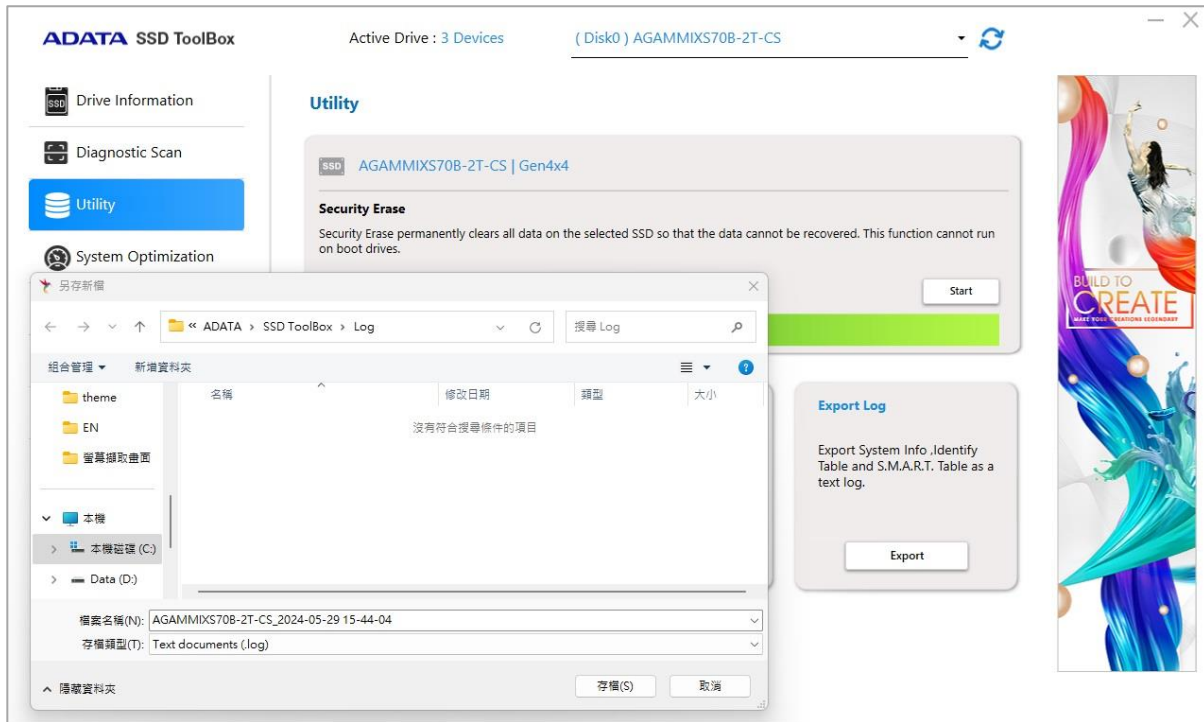 ADATA SSD ToolBox
Active Drive : 3 Devices
( Disk0 ) AGAMMIXS70B-2T-CS
SSD
Drive Information
Diagnostic Scan
Utility
System Optimization
Utility
SSD
AGAMMIXS70B-2T-CS | Gen4x4
Security Erase
Security Erase permanently clears all data on the selected SSD so that the data cannot be recovered. This function cannot run
on boot drives.
Start
Export Log
Export System Info ,Identify
Table and S.M.A.R.T. Table as a
text log.
Export
另存新檔
« ADATA › SSD ToolBox › Log
搜尋 Log
組合管理
新增資料夾
名稱
修改日期
類型
大小
沒有符合搜尋條件的項目
theme
EN
螢幕擷取畫面
本機
本機磁碟 (C:)
Data (D:)
檔案名稱(N): AGAMMIXS70B-2T-CS_2024-05-29 15-44-04
存檔類型(T): Text documents (.log)
隱藏資料夾
存檔(S)
取消
BUILD TO
CREATE
MAKE YOUR CREATIONS LEGENDARY